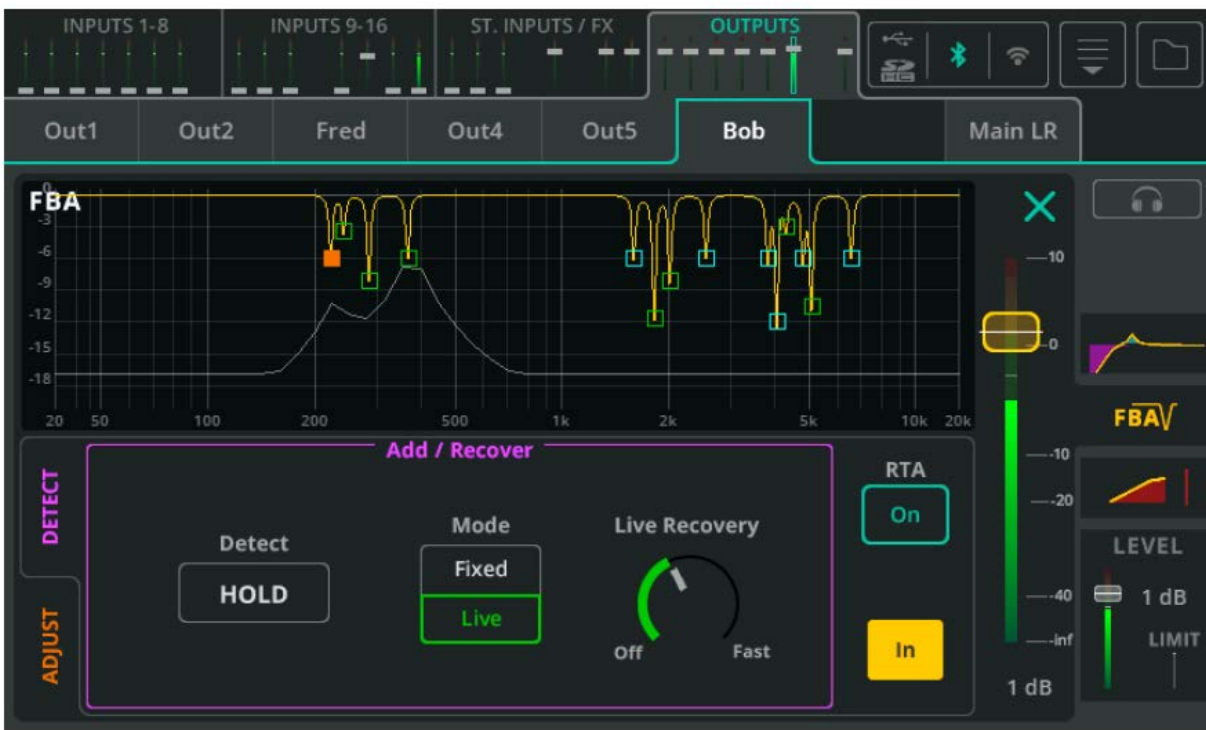 INPUTS 1-8 INPUTS 9-16 ST. INPUTS / FX OUTPUTS
Out1 Out2 Fred Out4 Out5 Bob Main LR
FBA
0
-3
-6
-9
-12
-15
-18
20 50 100 200 500 1k 2k 5k 10k 20k
10
0
-10
-20
-40
-inf
1 dB
FBA
LEVEL
1 dB
LIMIT
DETECT
ADJUST
Add / Recover
Detect
HOLD
Mode
Fixed
Live
Live Recovery
Off Fast
RTA
On
In